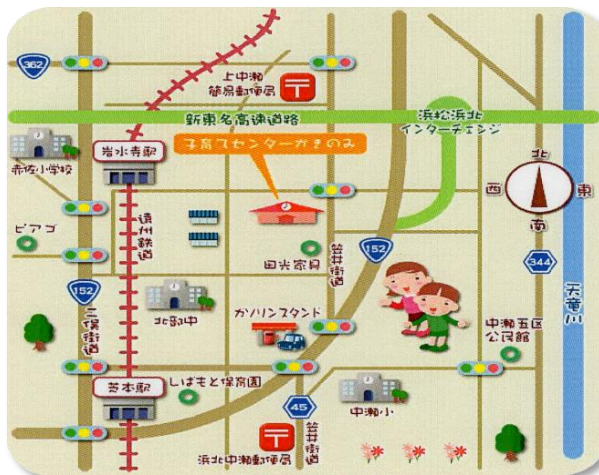 362
上中瀬
簡易郵便局
新東名高速道路
浜松浜北
インターチェンジ
岩水寺駅
子育てセンターかきのみ
赤佐小学校
北
西
東
南
ピアゴ
遠州鉄道
笠井街道
152
田光家具
344
天竜川
152
二俣街道
北部中
ガソリンスタンド
中瀬五区
公民館
芝本駅
しばもと保育園
45
中瀬小
笠井街道
浜北中瀬郵便局